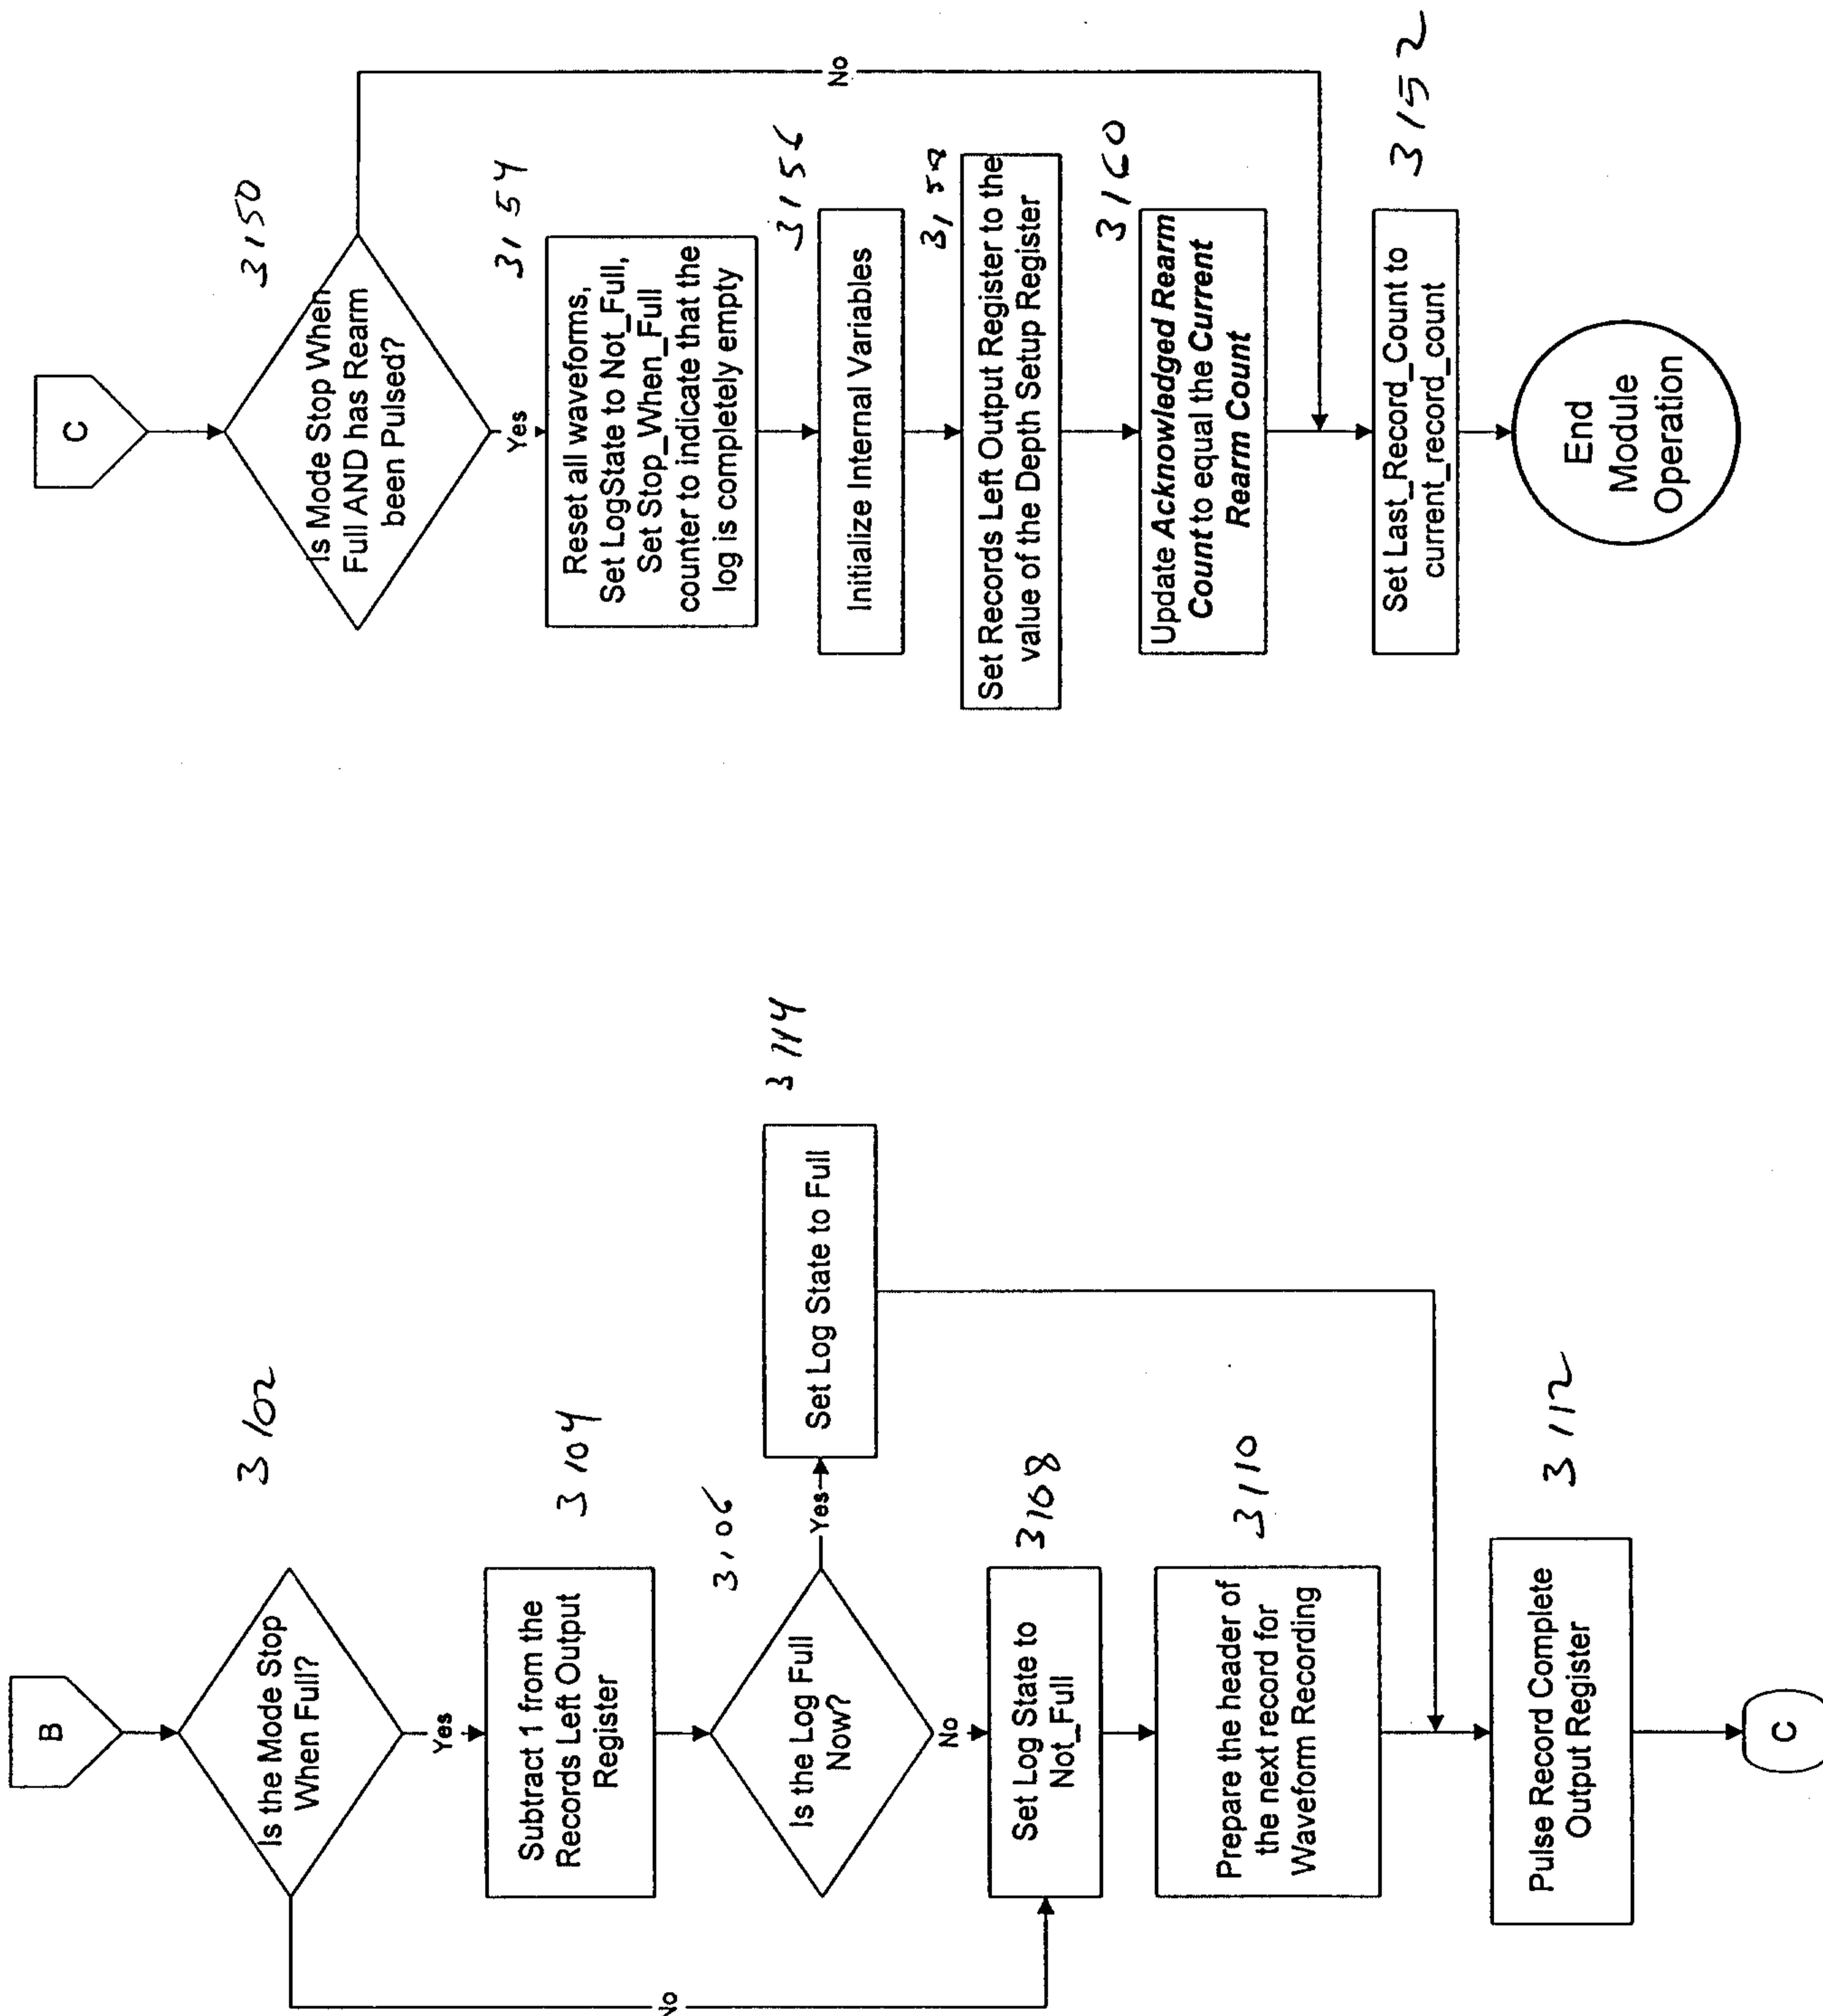 B
3102
Is the Mode Stop
When Full?
Yes
No
3104
Subtract 1 from the
Records Left Output
Register
3106
Is the Log Full
Now?
Yes
No
3114
Set Log State to Full
3108
Set Log State to
Not_Full
3110
Prepare the header of
the next record for
Waveform Recording
3112
Pulse Record Complete
Output Register
C
C
3150
Is Mode Stop When
Full AND has Rearm
been Pulsed?
Yes
No
3154
Reset all waveforms,
Set LogState to Not_Full,
Set Stop_When_Full
counter to indicate that the
log is completely empty
3156
Initialize Internal Variables
3158
Set Records Left Output Register to the
value of the Depth Setup Register
3160
Update Acknowledged Rearm
Count to equal the Current
Rearm Count
3152
Set Last_Record_Count to
current_record_count
End
Module
Operation